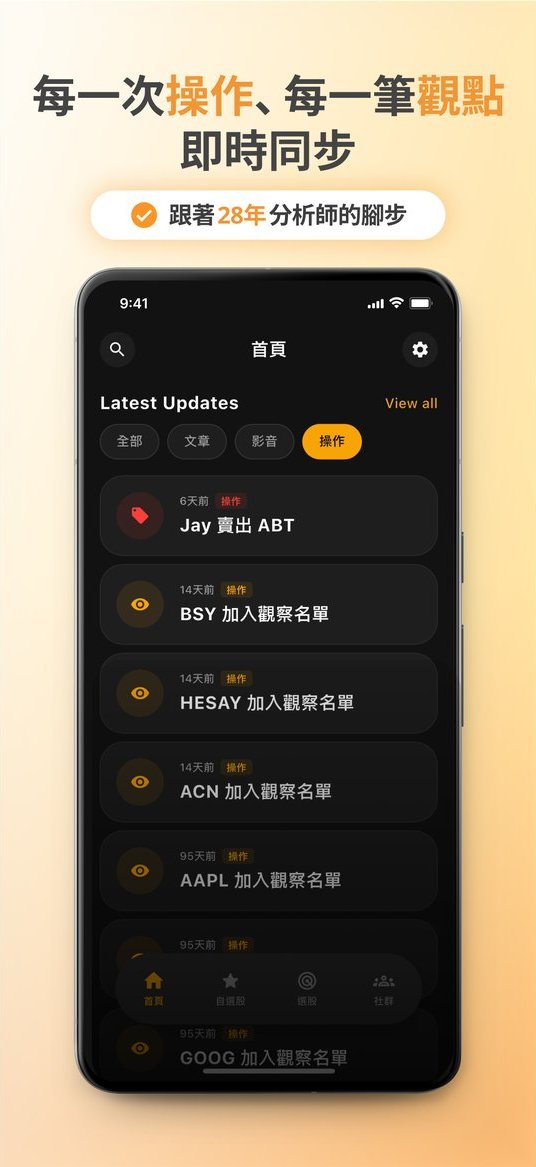 每一次操作、每一筆觀點
即時同步
跟著28年分析師的腳步
9:41
首頁
Latest Updates
View all
全部
文章
影音
操作
6天前 操作
Jay 賣出 ABT
14天前 操作
BSY 加入觀察名單
14天前 操作
HESAY 加入觀察名單
14天前 操作
ACN 加入觀察名單
95天前 操作
AAPL 加入觀察名單
95天前 操作
首頁
自選股
選股
社群
95天前 操作
GOOG 加入觀察名單